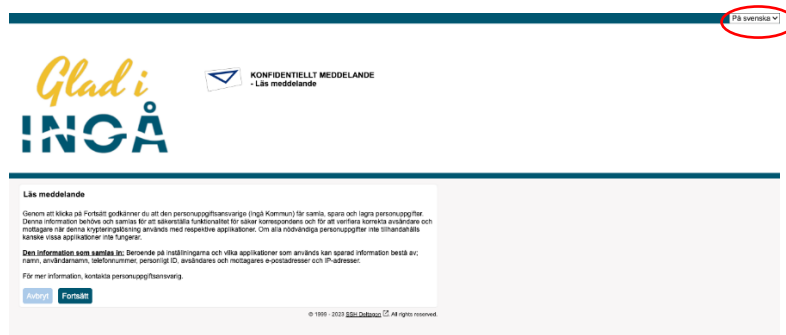 På svenska
Glad i
INGÅ
KONFIDENTIELLT MEDDELANDE
- Läs meddelande
Läs meddelande
Genom att klicka på Fortsätt godkänner du att den personuppgiftsansvarige (Ingå Kommun) får samla, spara och lagra personuppgifter.
Denna information behövs och samlas för att säkerställa funktionalitet för säker korrespondens och för att verifiera korrekta avsändare och
mottagare när denna krypteringslösning används med respektive applikationer. Om alla nödvändiga personuppgifter inte tillhandahålls
kanske vissa applikationer inte fungerar.
Den information som samlas in: Beroende på inställningarna och vilka applikationer som används kan sparad information bestå av;
namn, användarnamn, telefonnummer, personligt ID, avsändares och mottagares e-postadresser och IP-adresser.
För mer information, kontakta personuppgiftsansvarig.
Avbryt Fortsätt
© 1999 - 2023 SSH Deltagon. All rights reserved.